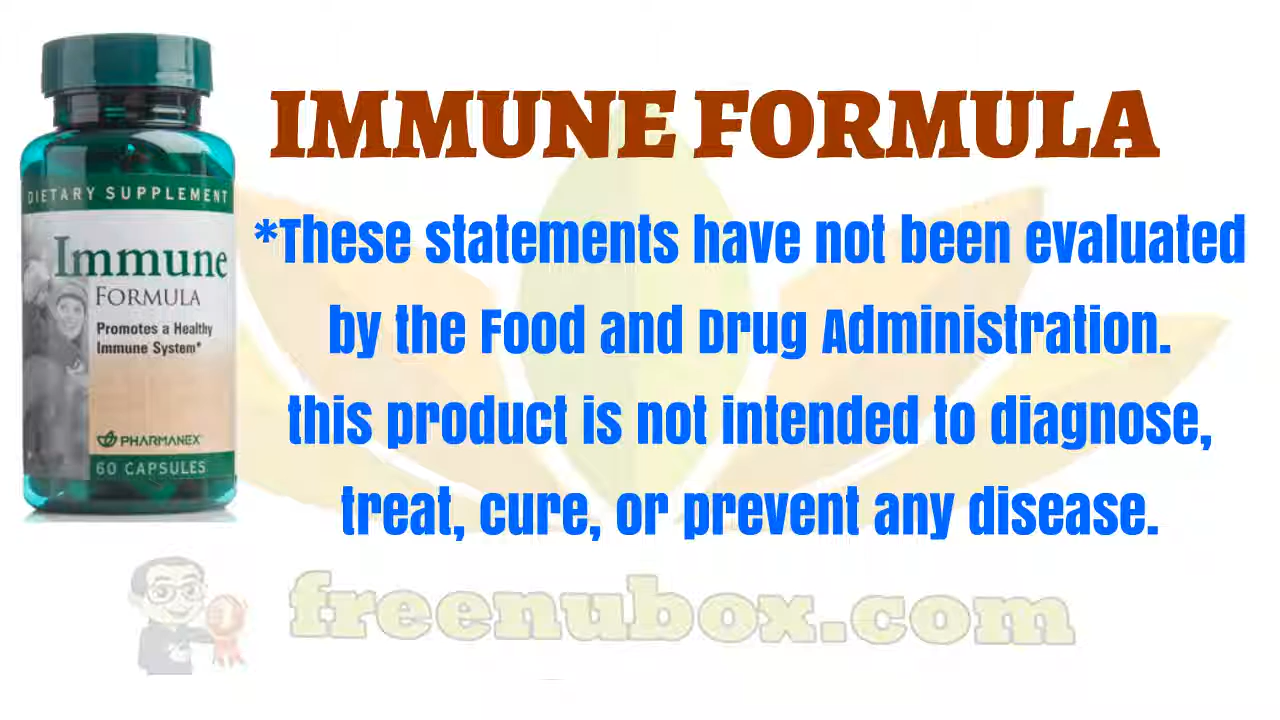 IMMUNE FORMULA
*These statements have not been evaluated
by the Food and Drug Administration.
this product is not intended to diagnose,
treat, cure, or prevent any disease.
DIETARY SUPPLEMENT
Immune
FORMULA
Promotes a Healthy
Immune System*
PHARMANEX
60 CAPSULES
freenubox.com